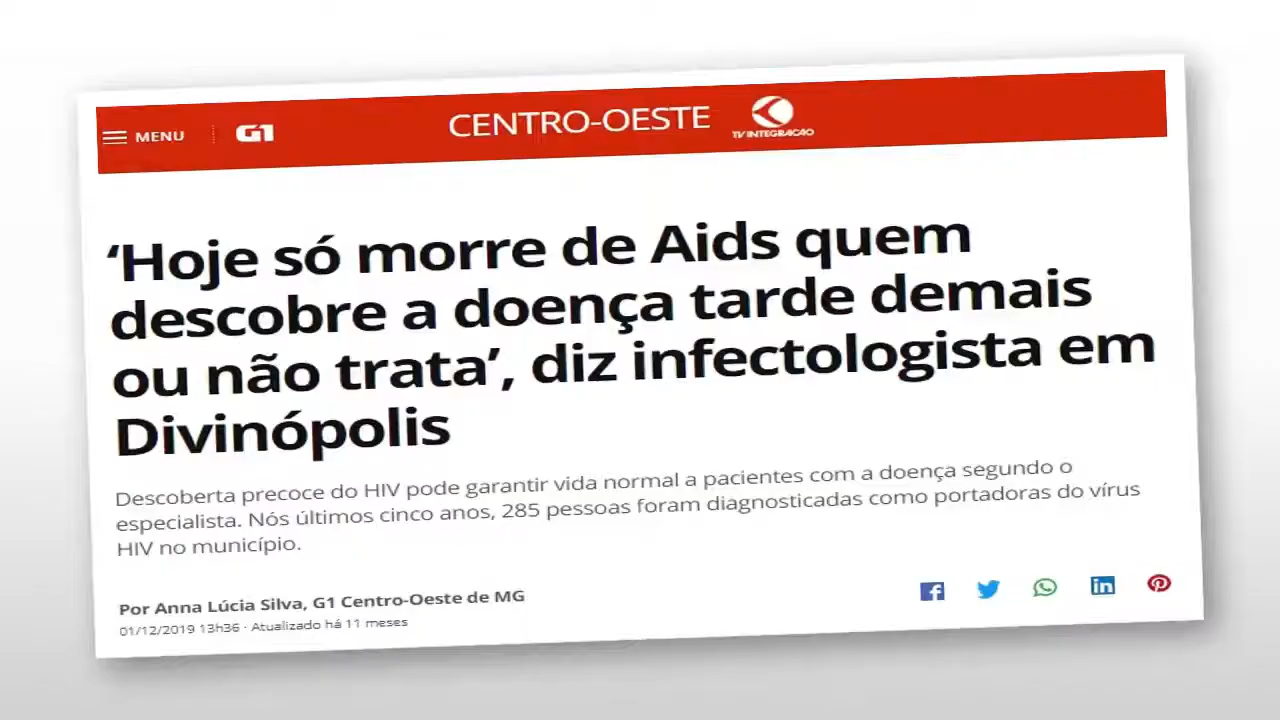 MENU G1 CENTRO-OESTE TV INTEGRAÇÃO
‘Hoje só morre de Aids quem
descobre a doença tarde demais
ou não trata’, diz infectologista em
Divinópolis
Descoberta precoce do HIV pode garantir vida normal a pacientes com a doença segundo o
especialista. Nós últimos cinco anos, 285 pessoas foram diagnosticadas como portadoras do vírus
HIV no município.
Por Anna Lúcia Silva, G1 Centro-Oeste de MG
01/12/2019 13h36 · Atualizado há 11 meses